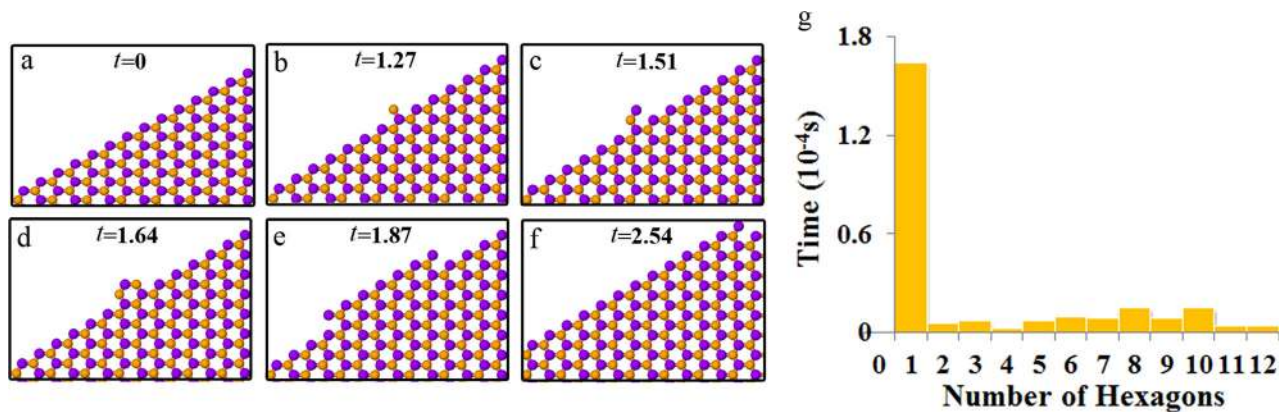 a
t=0
b
t=1.27
c
t=1.51
d
t=1.64
e
t=1.87
f
t=2.54
g
Time (10⁻⁴s)
1.8
1.2
0.6
0
0 1 2 3 4 5 6 7 8 9 10 11 12
Number of Hexagons